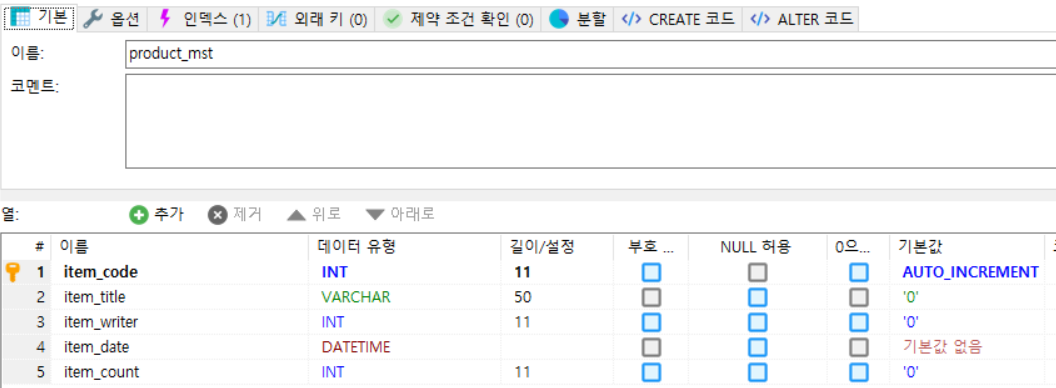 기본 옵션 인덱스 (1) 외래 키 (0) 제약 조건 확인 (0) 분할 </> CREATE 코드 </> ALTER 코드
이름: product_mst
코멘트:
열: 추가 제거 위로 아래로
# 이름 데이터 유형 길이/설정 부호 ... NULL 허용 0으... 기본값
1 item_code INT 11 AUTO_INCREMENT
2 item_title VARCHAR 50 '0'
3 item_writer INT 11 '0'
4 item_date DATETIME 기본값 없음
5 item_count INT 11 '0'